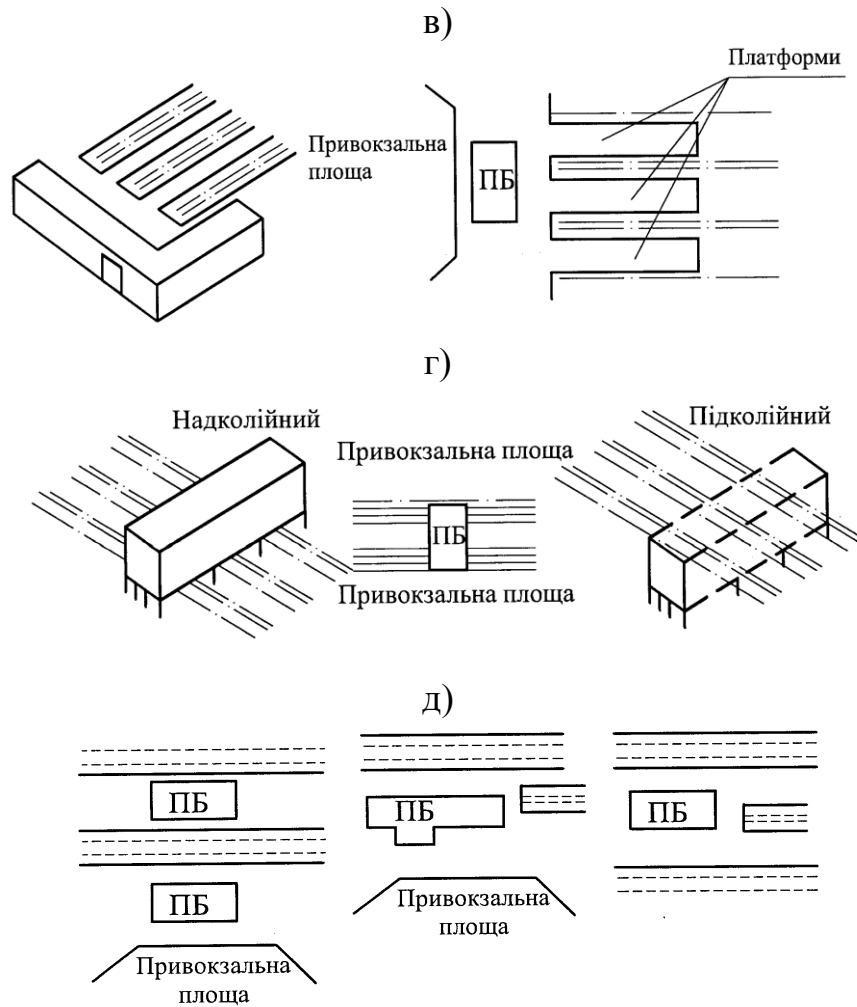 в)
Платформи
Привокзальна
площа
ПБ
г)
Надколійний
Підколійний
Привокзальна площа
ПБ
Привокзальна площа
д)
ПБ
ПБ
ПБ
ПБ
Привокзальна
площа
Привокзальна
площа